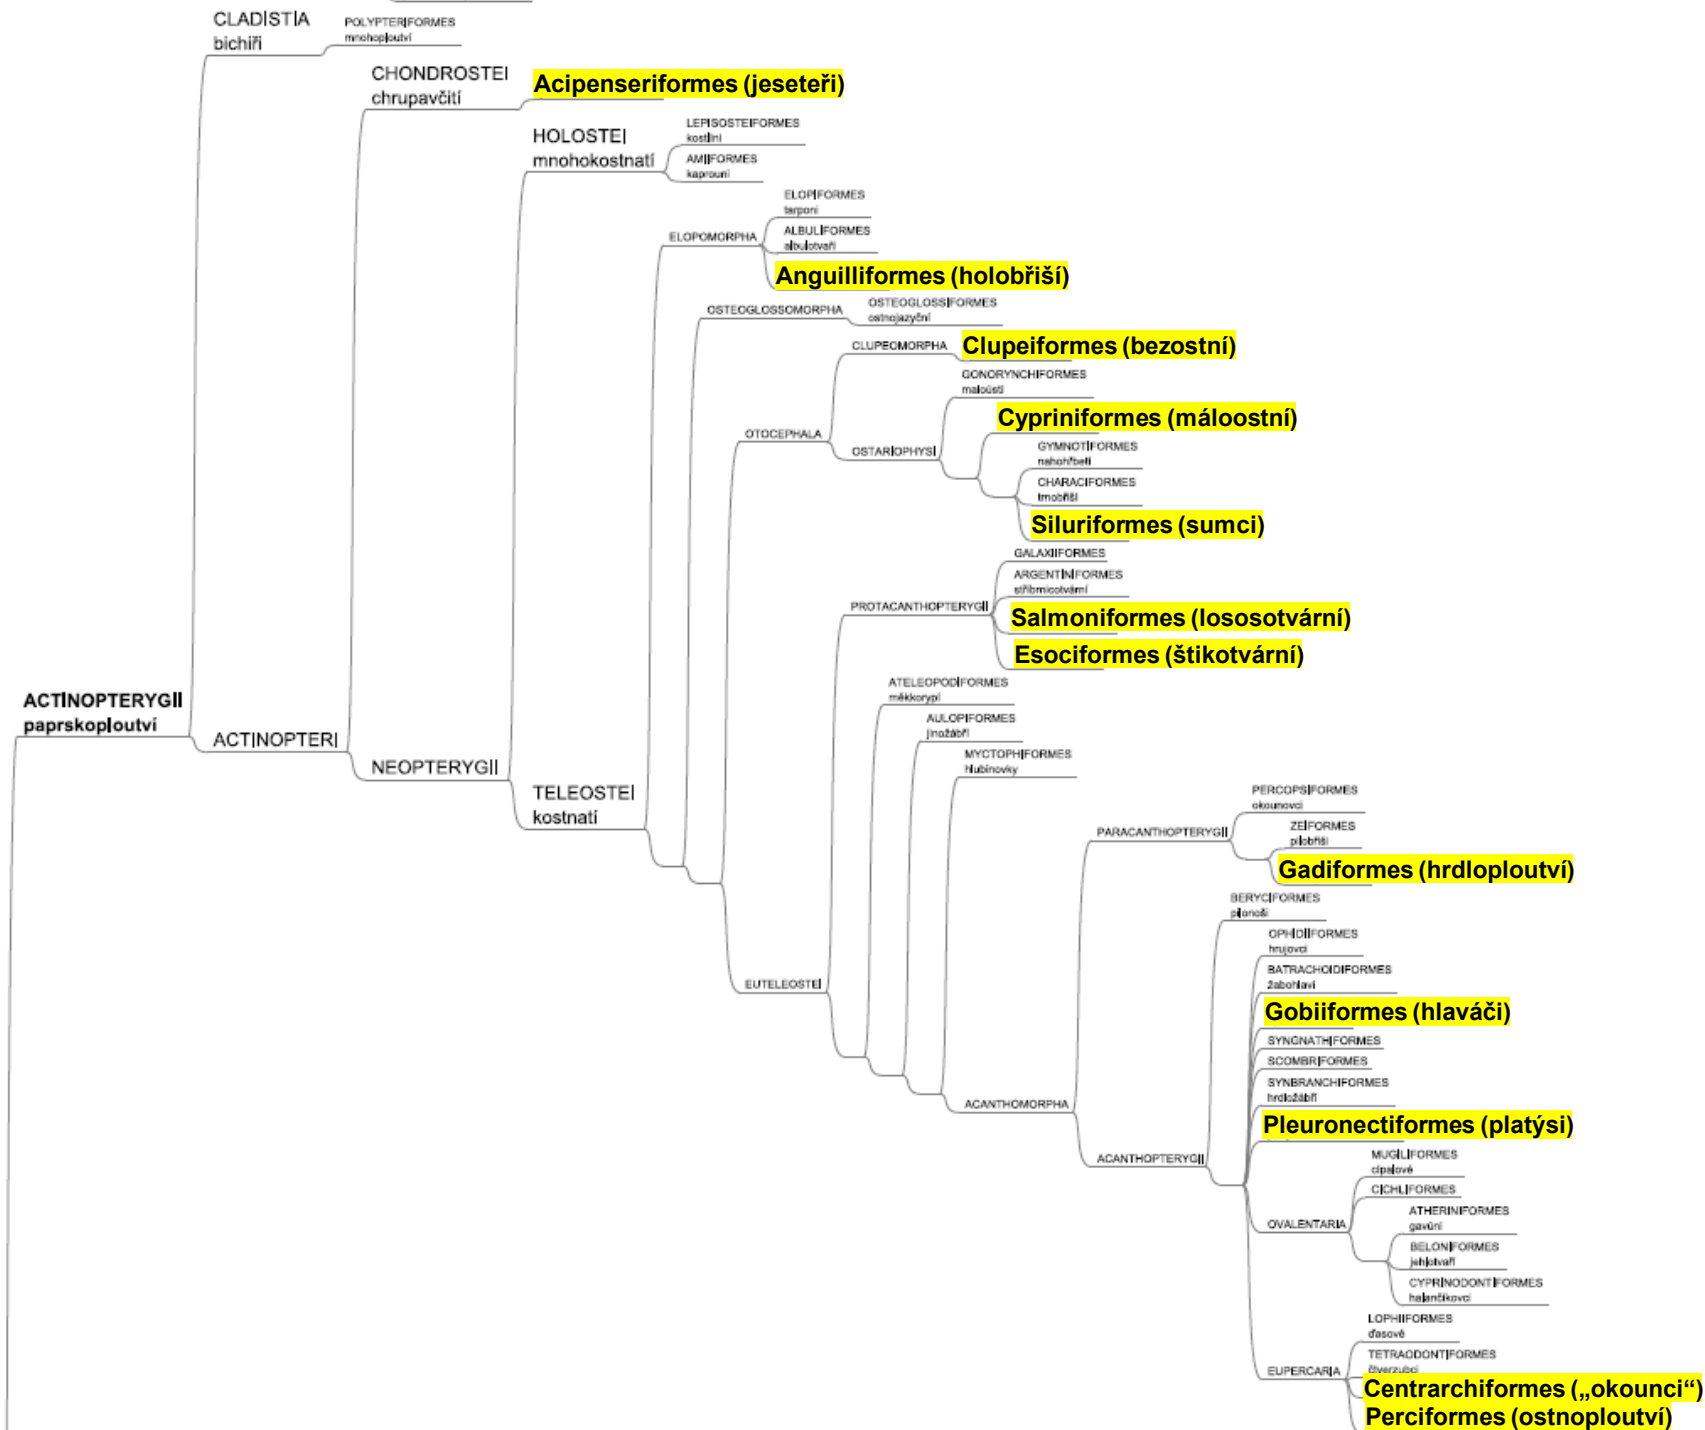 CLADISTIA
bichiři
POLYPTERIFORMES
mnohoploutví
CHONDROSTEI
chrupavčití
Acipenseriformes (jeseteři)
HOLOSTEI
mnohokostnatí
LEPISOSTEIFORMES
kostlíni
AMIIFORMES
kaprouni
ELOPOMORPHA
ELOPIFORMES
tarponi
ALBULIFORMES
albulotvaří
Anguilliformes (holobřiší)
OSTEOGLOSSOMORPHA
OSTEOGLOSSIFORMES
ostnojazyční
CLUPEOMORPHA
Clupeiformes (bezostní)
GONORYNCHIFORMES
maloústí
Cypriniformes (máloostní)
OTOCEPHALA
OSTARIOPHYSI
GYMNOTIFORMES
nahohřbetí
CHARACIFORMES
trnobřiší
Siluriformes (sumci)
GALAXIIFORMES
ARGENTINIFORMES
stříbrnicotvární
PROTACANTHOPTERYGII
Salmoniformes (lososotvární)
Esociformes (štikotvární)
ATELEOPODIFORMES
měkkorypí
ACTINOPTERYGII
paprskoploutví
AULOPIFORMES
jinožábří
ACTINOPTERI
MYCTOPHIFORMES
hlubinovky
NEOPTERYGII
TELEOSTEI
kostnatí
PERCOPSIFORMES
okounovci
PARACANTHOPTERYGII
ZEIFORMES
pilobřiší
Gadiformes (hrdloploutví)
BERYCIFORMES
pilonoši
OPHIDIIFORMES
hrujovci
BATRACHOIDIFORMES
žabohlaví
EUTELEOSTEI
Gobiiformes (hlaváči)
SYNGNATHIFORMES
SCOMBRIFORMES
SYNBRANCHIFORMES
hrdložábří
ACANTHOMORPHA
Pleuronectiformes (platýsi)
ACANTHOPTERYGII
MUGILIFORMES
cípalové
CICHLIFORMES
ATHERINIFORMES
gavúni
OVALENTARIA
BELONIFORMES
jehlotvaří
CYPRINODONTIFORMES
halančíkovci
LOPHIIFORMES
ďasové
TETRAODONTIFORMES
čtverzubci
EUPERCARIA
Centrarchiformes („okounci“)
Perciformes (ostnoploutví)